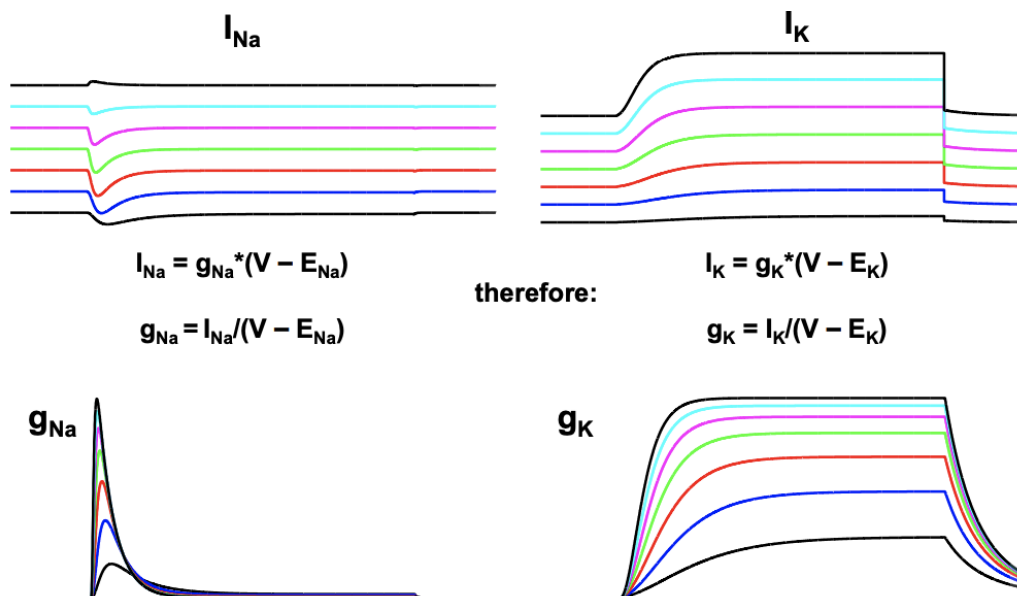 I_Na
I_K
I_Na = g_Na*(V – E_Na)
I_K = g_K*(V – E_K)
therefore:
g_Na = I_Na/(V – E_Na)
g_K = I_K/(V – E_K)
g_Na
g_K